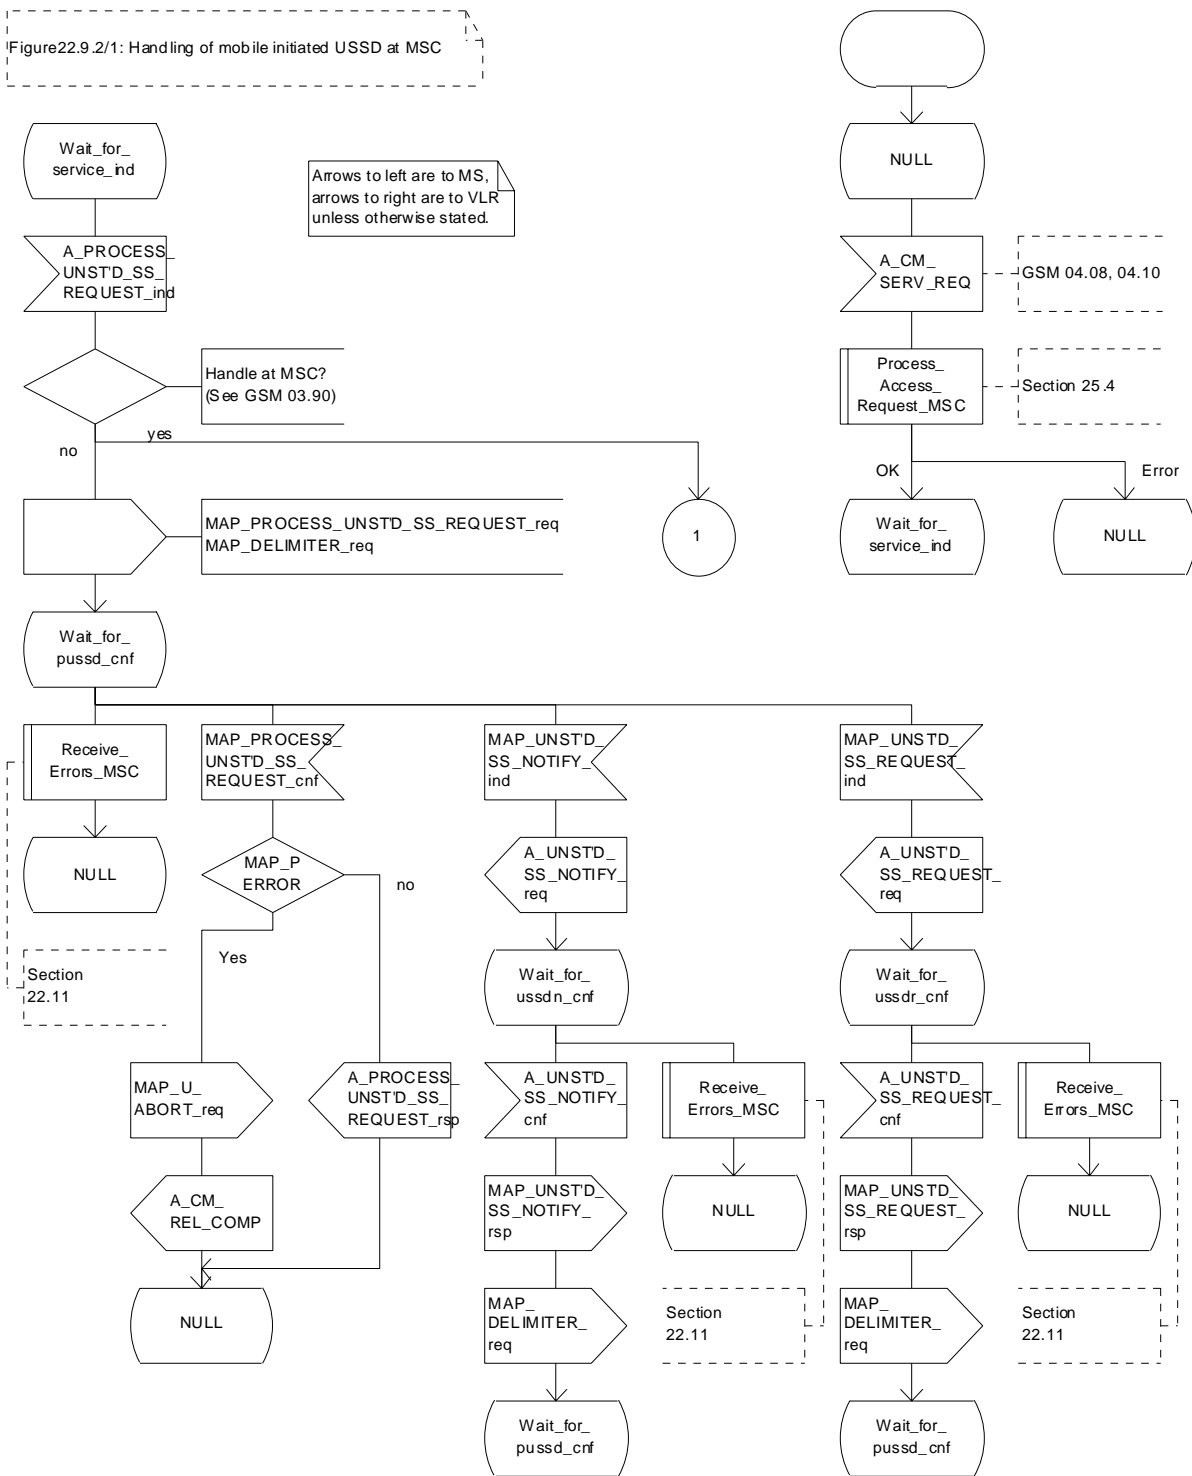 Figure22.9.2/1: Handling of mobile initiated USSD at MSC
Wait_for_
service_ind
Arrows to left are to MS,
arrows to right are to VLR
unless otherwise stated.
NULL
A_PROCESS_
UNST'D_SS_
REQUEST_ind
A_CM_
SERV_REQ
GSM 04.08, 04.10
Handle at MSC?
(See GSM 03.90)
Process_
Access_
Request_MSC
Section 25.4
yes
no
OK
Error
MAP_PROCESS_UNST'D_SS_REQUEST_req
MAP_DELIMITER_req
1
Wait_for_
service_ind
NULL
Wait_for_
pussd_cnf
Receive_
Errors_MSC
MAP_PROCESS_
UNST'D_SS_
REQUEST_cnf
MAP_UNST'D_
SS_NOTIFY_
ind
MAP_UNST'D_
SS_REQUEST_
ind
NULL
MAP_P
ERROR
no
A_UNST'D_
SS_NOTIFY_
req
A_UNST'D_
SS_REQUEST_
req
Yes
Section
22.11
Wait_for_
ussdn_cnf
Wait_for_
ussdr_cnf
MAP_U_
ABORT_req
A_PROCESS_
UNST'D_SS_
REQUEST_rsp
A_UNST'D_
SS_NOTIFY_
cnf
Receive_
Errors_MSC
A_UNST'D_
SS_REQUEST_
cnf
Receive_
Errors_MSC
A_CM_
REL_COMP
MAP_UNST'D_
SS_NOTIFY_
rsp
NULL
MAP_UNST'D_
SS_REQUEST_
rsp
NULL
NULL
MAP_
DELIMITER_
req
Section
22.11
MAP_
DELIMITER_
req
Section
22.11
Wait_for_
pussd_cnf
Wait_for_
pussd_cnf